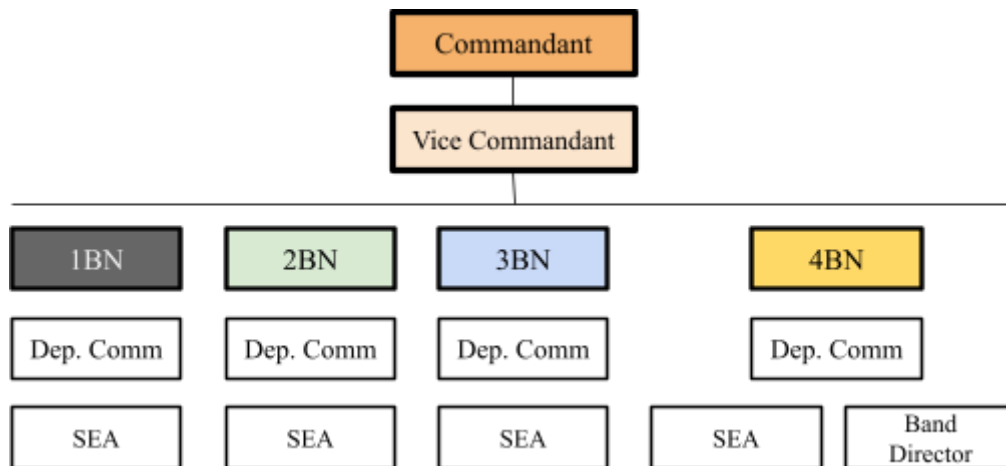 Commandant
Vice Commandant
1BN
2BN
3BN
4BN
Dep. Comm
Dep. Comm
Dep. Comm
Dep. Comm
SEA
SEA
SEA
SEA
Band
Director